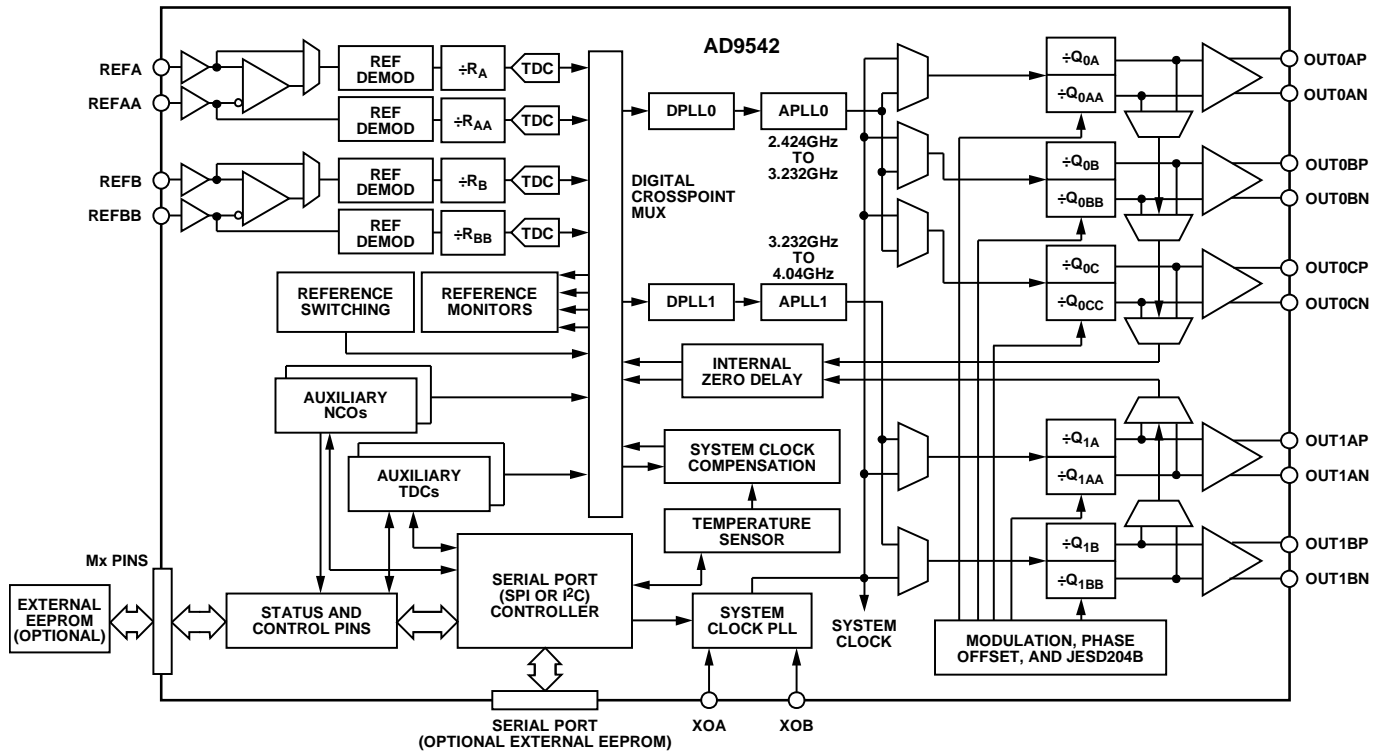 AD9542
REFA
REFAA
REFB
REFBB
REF
DEMOD
÷RA
TDC
REF
DEMOD
÷RAA
TDC
REF
DEMOD
÷RB
TDC
REF
DEMOD
÷RBB
TDC
DIGITAL
CROSSPOINT
MUX
DPLL0
APLL0
2.424GHz
TO
3.232GHz
3.232GHz
TO
4.04GHz
DPLL1
APLL1
REFERENCE
SWITCHING
REFERENCE
MONITORS
INTERNAL
ZERO DELAY
AUXILIARY
NCOs
AUXILIARY
TDCs
SYSTEM CLOCK
COMPENSATION
TEMPERATURE
SENSOR
Mx PINS
EXTERNAL
EEPROM
(OPTIONAL)
STATUS AND
CONTROL PINS
SERIAL PORT
(SPI OR I²C)
CONTROLLER
SYSTEM
CLOCK PLL
SYSTEM
CLOCK
MODULATION, PHASE
OFFSET, AND JESD204B
SERIAL PORT
(OPTIONAL EXTERNAL EEPROM)
XOA
XOB
÷Q0A
÷Q0AA
÷Q0B
÷Q0BB
÷Q0C
÷Q0CC
÷Q1A
÷Q1AA
÷Q1B
÷Q1BB
OUT0AP
OUT0AN
OUT0BP
OUT0BN
OUT0CP
OUT0CN
OUT1AP
OUT1AN
OUT1BP
OUT1BN